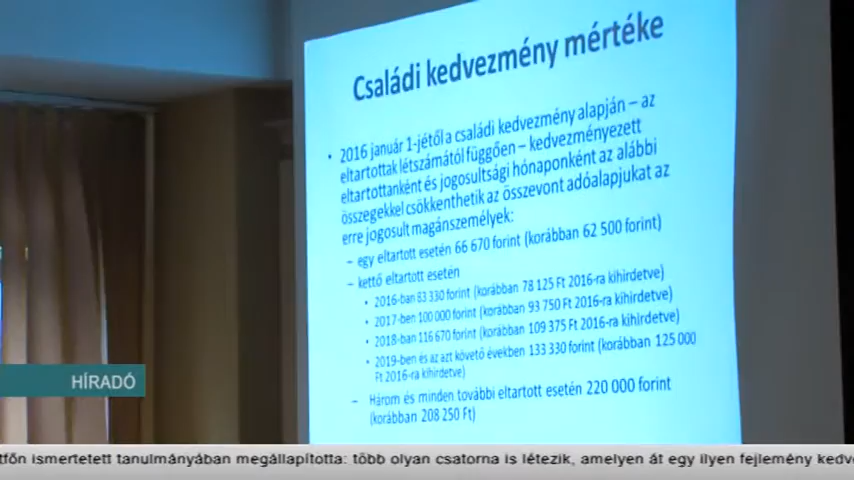 Családi kedvezmény mértéke
• 2016 január 1-jétől a családi kedvezmény alapján – az
eltartottak létszámától függően – kedvezményezett
eltartottanként és jogosultsági hónaponként az alábbi
összegekkel csökkenthetik az összevont adóalapjukat az
erre jogosult magánszemélyek:
– egy eltartott esetén 66 670 forint (korábban 62 500 forint)
– kettő eltartott esetén
• 2016-ban 83 330 forint (korábban 78 125 Ft 2016-ra kihirdetve)
• 2017-ben 100 000 forint (korábban 93 750 Ft 2016-ra kihirdetve)
• 2018-ban 116 670 forint (korábban 109 375 Ft 2016-ra kihirdetve)
• 2019-ben és az azt követő években 133 330 forint (korábban 125 000
Ft 2016-ra kihirdetve)
– Három és minden további eltartott esetén 220 000 forint
(korábban 208 250 Ft)
HÍRADÓ
tfőn ismertetett tanulmányában megállapította: több olyan csatorna is létezik, amelyen át egy ilyen fejlemény kedv